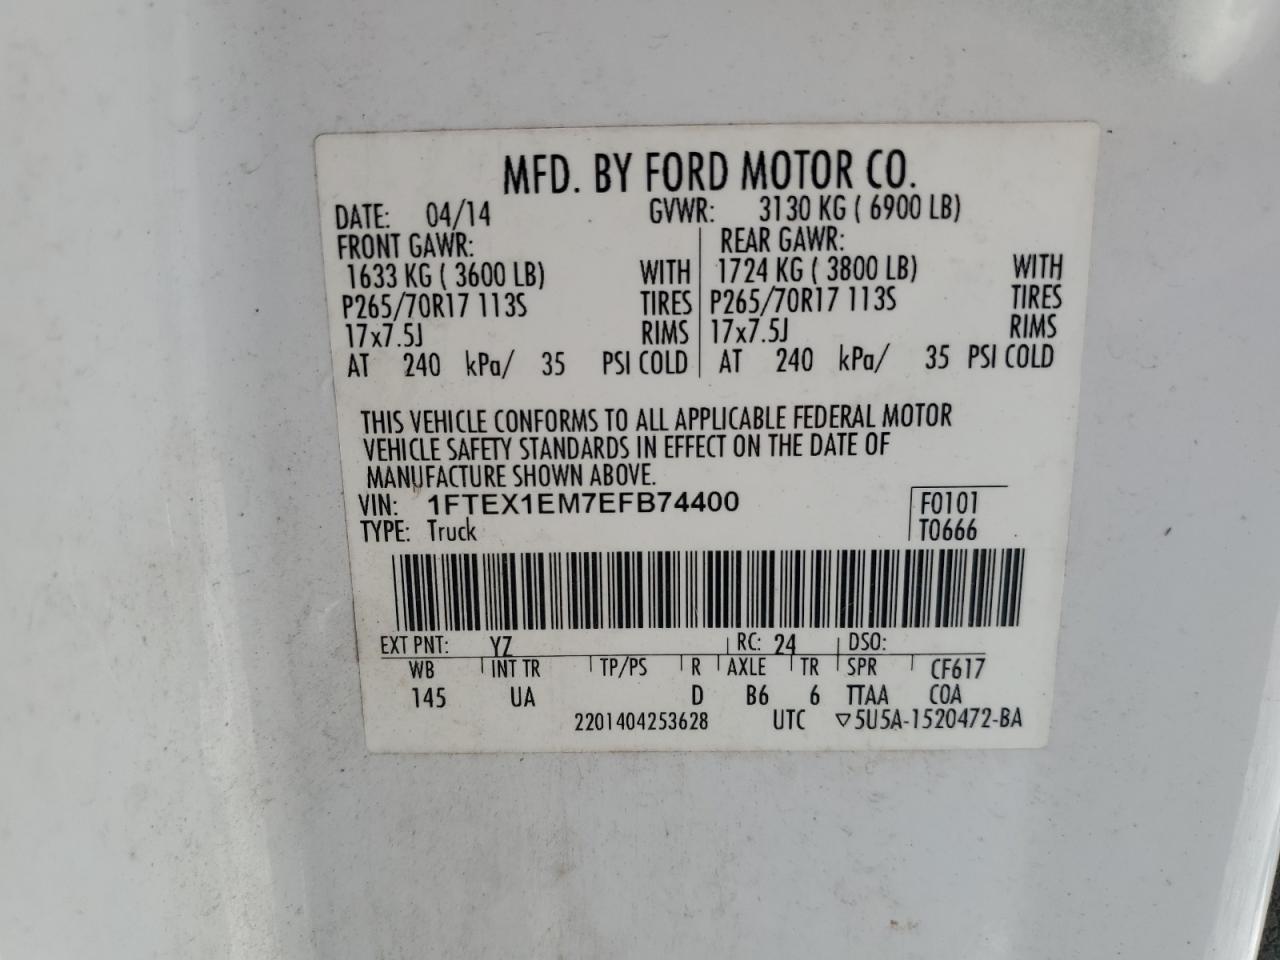 MFD. BY FORD MOTOR CO.
DATE: 04/14 GVWR: 3130 KG ( 6900 LB)
FRONT GAWR: REAR GAWR:
1633 KG ( 3600 LB) WITH 1724 KG ( 3800 LB) WITH
P265/70R17 113S TIRES P265/70R17 113S TIRES
17x7.5J RIMS 17x7.5J RIMS
AT 240 kPa/ 35 PSI COLD AT 240 kPa/ 35 PSI COLD
THIS VEHICLE CONFORMS TO ALL APPLICABLE FEDERAL MOTOR
VEHICLE SAFETY STANDARDS IN EFFECT ON THE DATE OF
MANUFACTURE SHOWN ABOVE.
VIN: 1FTEX1EM7EFB74400 F0101
TYPE: Truck T0666
EXT PNT: YZ RC: 24 DSO:
WB INT TR TP/PS R AXLE TR SPR CF617
145 UA D B6 6 TTAA COA
2201404253628 UTC ▽5U5A-1520472-BA